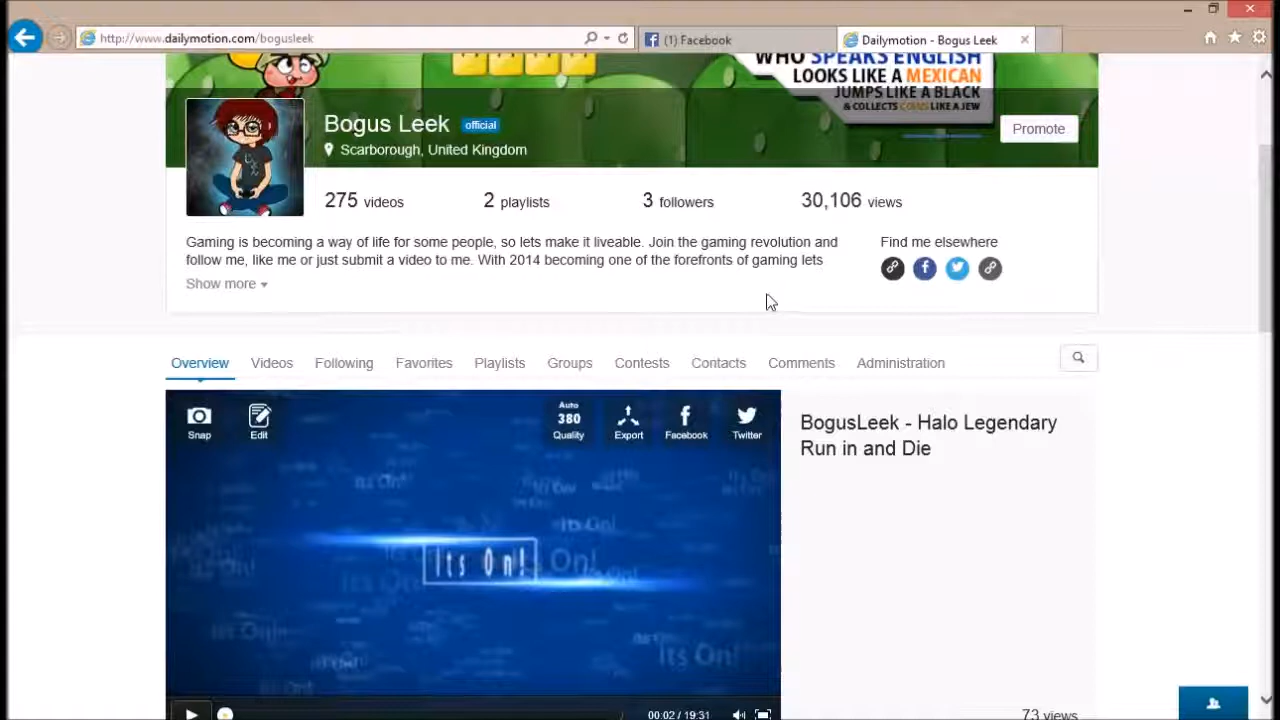 http://www.dailymotion.com/bogusleek
(1) Facebook
Dailymotion - Bogus Leek
WHO SPEAKS ENGLISH
LOOKS LIKE A MEXICAN
JUMPS LIKE A BLACK
& COLLECTS COINS LIKE A JEW
Bogus Leek official
Scarborough, United Kingdom
Promote
275 videos
2 playlists
3 followers
30,106 views
Gaming is becoming a way of life for some people, so lets make it liveable. Join the gaming revolution and
follow me, like me or just submit a video to me. With 2014 becoming one of the forefronts of gaming lets
Show more
Find me elsewhere
Overview Videos Following Favorites Playlists Groups Contests Contacts Comments Administration
Snap
Edit
Auto
380
Quality
Export
Facebook
Twitter
BogusLeek - Halo Legendary
Run in and Die
Its On!
Its On!
00:02 / 19:31
73 views